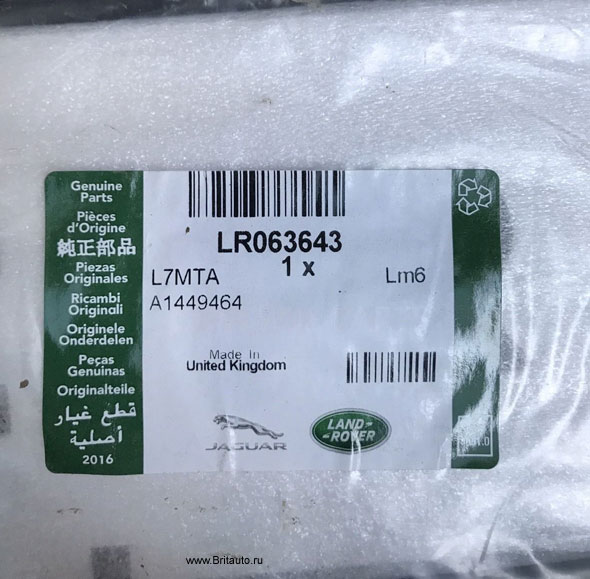 Genuine
Parts
Pièces
d'Origine
純正部品
Piezas
Originales
Ricambi
Originali
Originele
Onderdelen
Peças
Genuinas
Originalteile
قطع غيار
أصلية
2016
LR063643
1 x
L7MTA
Lm6
A1449464
Made In
United Kingdom
JAGUAR
LAND-
-ROVER
www.Britauto.ru